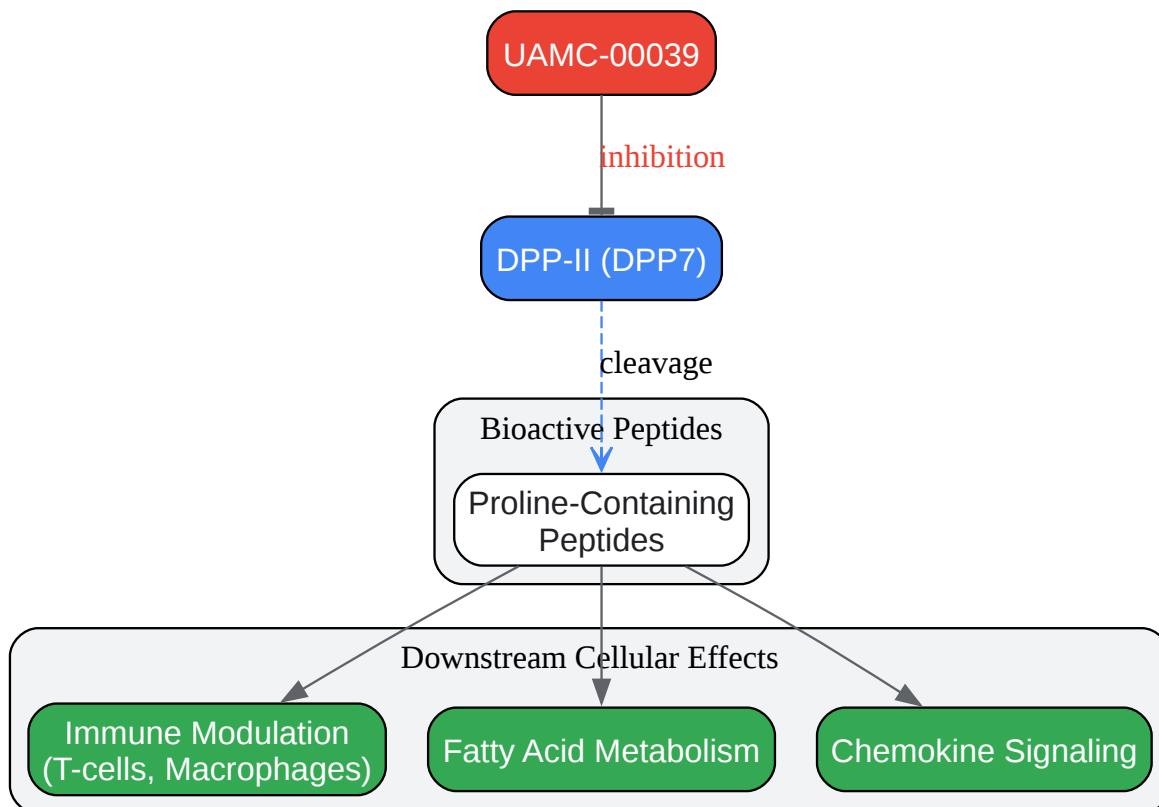 UAMC-00039
inhibition
DPP-II (DPP7)
cleavage
Bioactive Peptides
Proline-Containing
Peptides
Downstream Cellular Effects
Immune Modulation
(T-cells, Macrophages)
Fatty Acid Metabolism
Chemokine Signaling